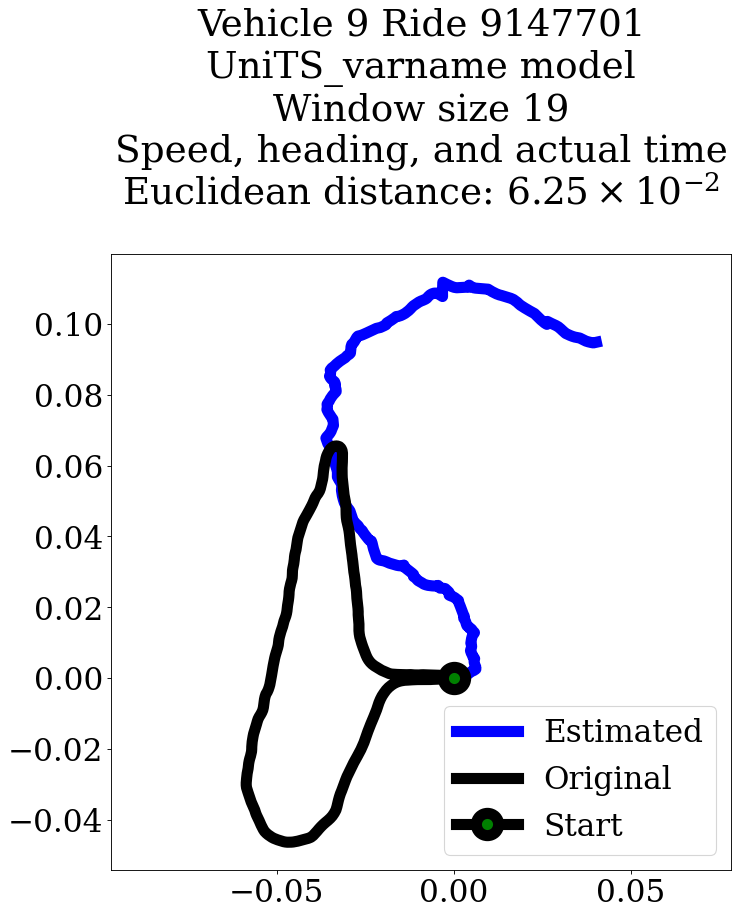 Vehicle 9 Ride 9147701
UniTS_varname model
Window size 19
Speed, heading, and actual time
Euclidean distance: 6.25 × 10⁻²
0.10
0.08
0.06
0.04
0.02
0.00
−0.02
−0.04
Estimated
Original
Start
−0.05
0.00
0.05